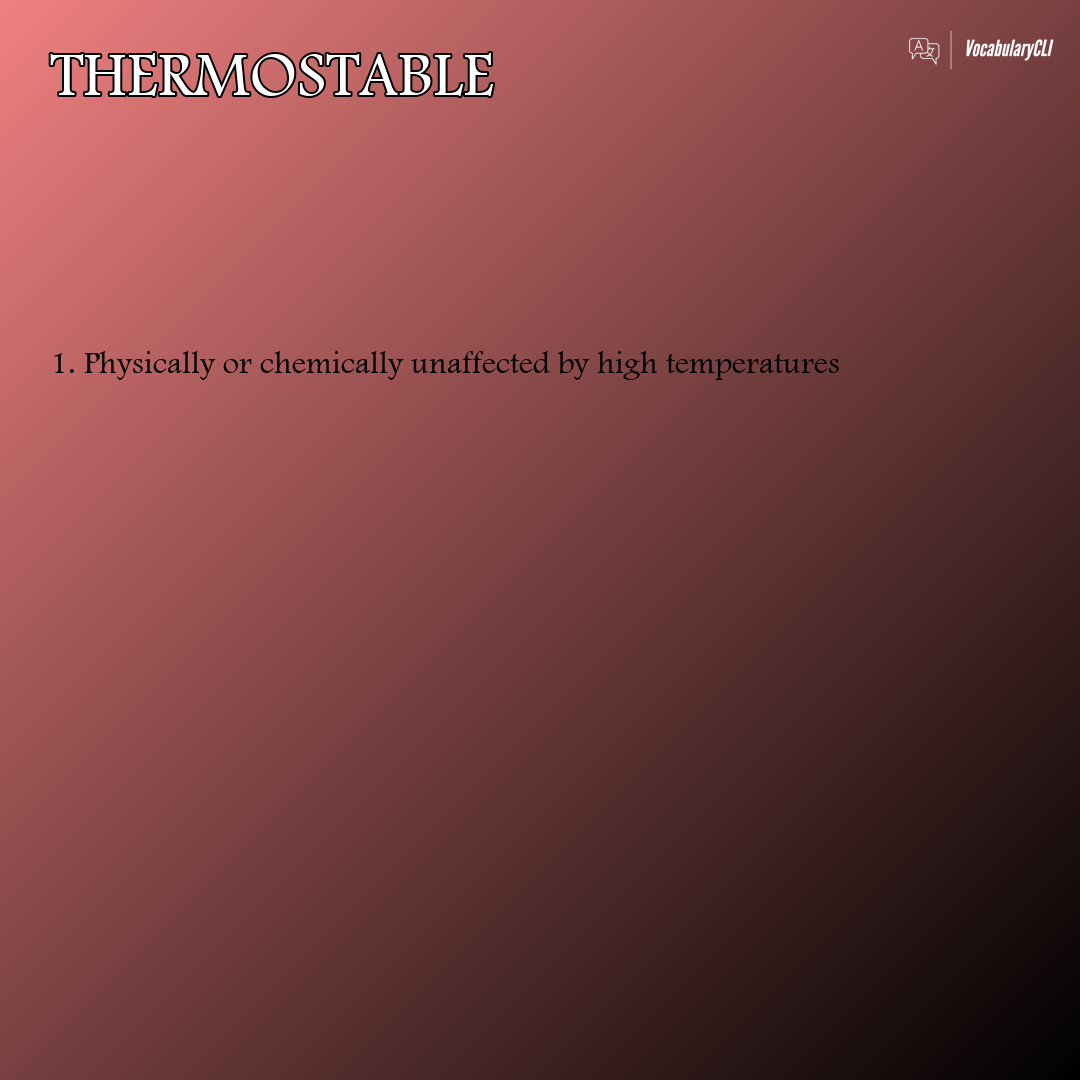 THERMOSTABLE
VocabularyCLI
1. Physically or chemically unaffected by high temperatures